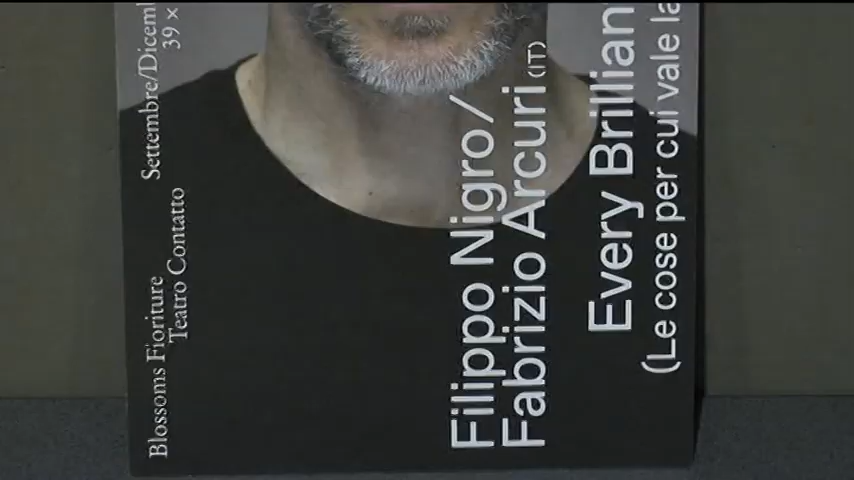 Blossoms Fioriture
Teatro Contatto
Settembre/Dicem
39 ×
Filippo Nigro/
Fabrizio Arcuri (IT)
Every Brillian
(Le cose per cui vale la